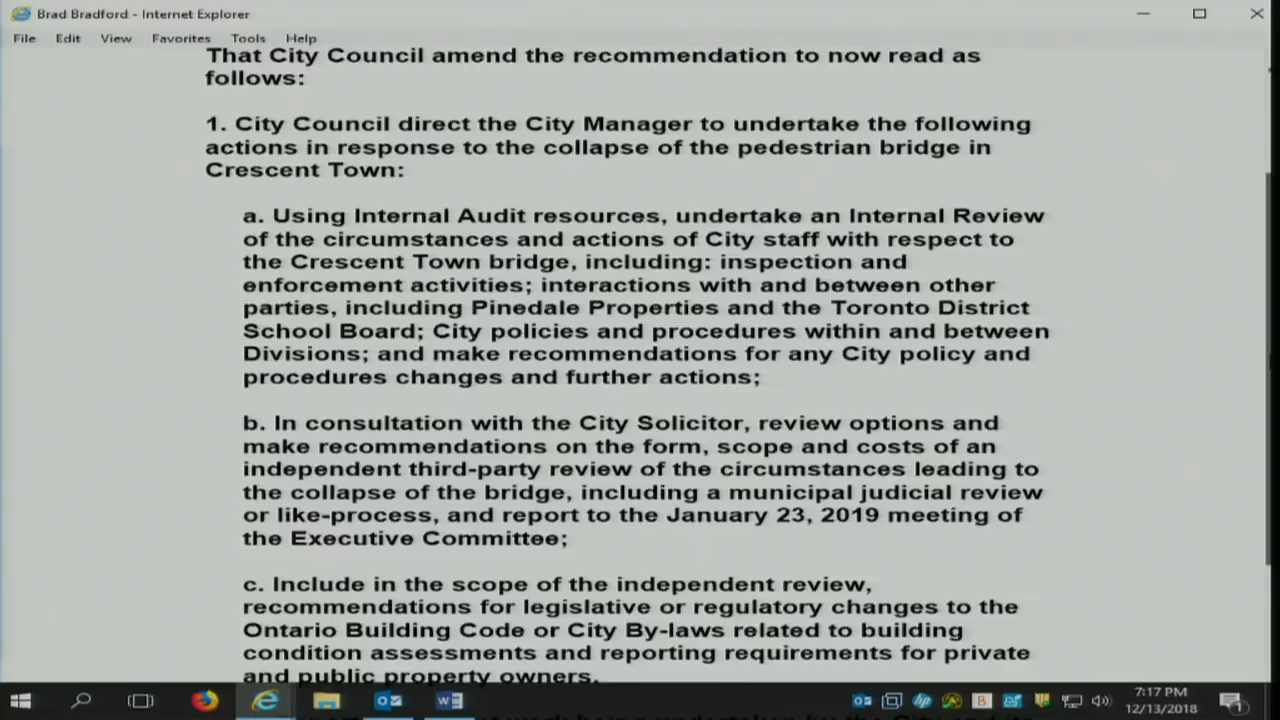 Brad Bradford - Internet Explorer
File Edit View Favorites Tools Help
That City Council amend the recommendation to now read as
follows:
1. City Council direct the City Manager to undertake the following
actions in response to the collapse of the pedestrian bridge in
Crescent Town:
a. Using Internal Audit resources, undertake an Internal Review
of the circumstances and actions of City staff with respect to
the Crescent Town bridge, including: inspection and
enforcement activities; interactions with and between other
parties, including Pinedale Properties and the Toronto District
School Board; City policies and procedures within and between
Divisions; and make recommendations for any City policy and
procedures changes and further actions;
b. In consultation with the City Solicitor, review options and
make recommendations on the form, scope and costs of an
independent third-party review of the circumstances leading to
the collapse of the bridge, including a municipal judicial review
or like-process, and report to the January 23, 2019 meeting of
the Executive Committee;
c. Include in the scope of the independent review,
recommendations for legislative or regulatory changes to the
Ontario Building Code or City By-laws related to building
condition assessments and reporting requirements for private
and public property owners.
7:17 PM
12/13/2018